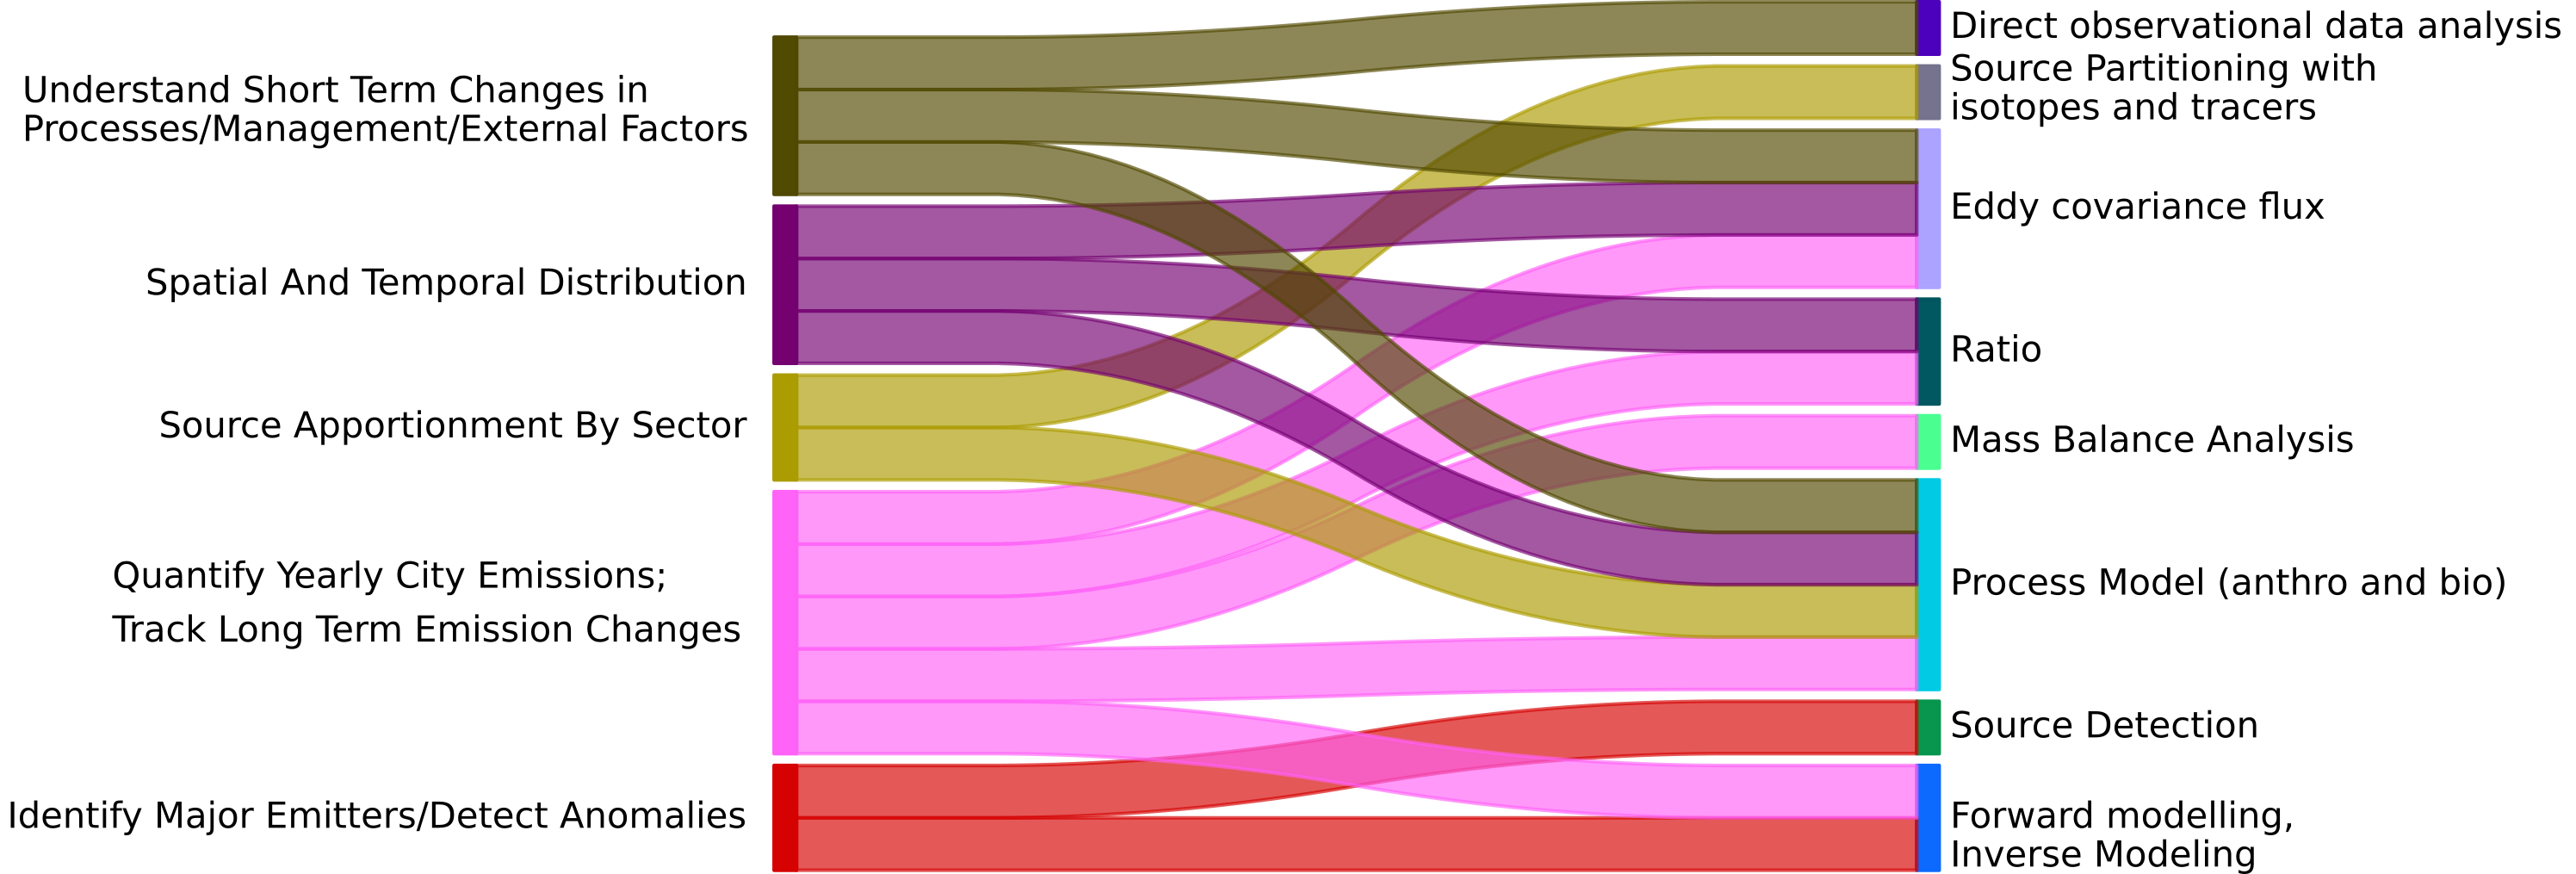 Understand Short Term Changes in
Processes/Management/External Factors
Spatial And Temporal Distribution
Source Apportionment By Sector
Quantify Yearly City Emissions;
Track Long Term Emission Changes
Identify Major Emitters/Detect Anomalies
Direct observational data analysis
Source Partitioning with
isotopes and tracers
Eddy covariance flux
Ratio
Mass Balance Analysis
Process Model (anthro and bio)
Source Detection
Forward modelling,
Inverse Modeling